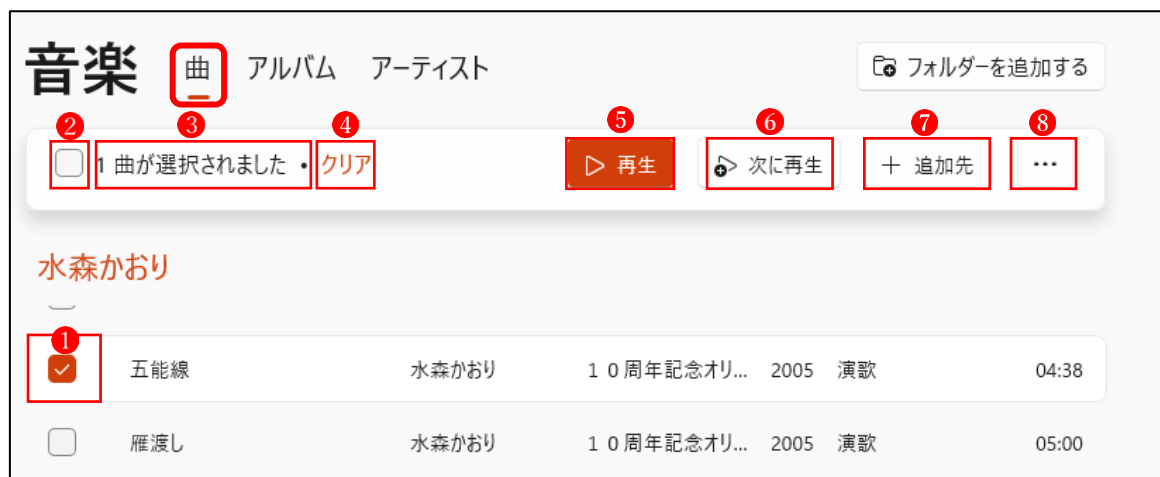 音楽 曲 アルバム アーティスト フォルダーを追加する
2 3 4 5 6 7 8
1 曲が選択されました • クリア 再生 次に再生 + 追加先 ...
水森かおり
1
五能線 水森かおり 10周年記念オリ... 2005 演歌 04:38
雁渡し 水森かおり 10周年記念オリ... 2005 演歌 05:00